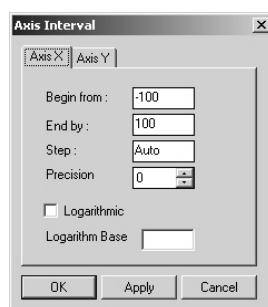 Axis Interval
Axis X Axis Y
Begin from : -100
End by : 100
Step : Auto
Precision 0
Logarithmic
Logarithm Base
OK Apply Cancel